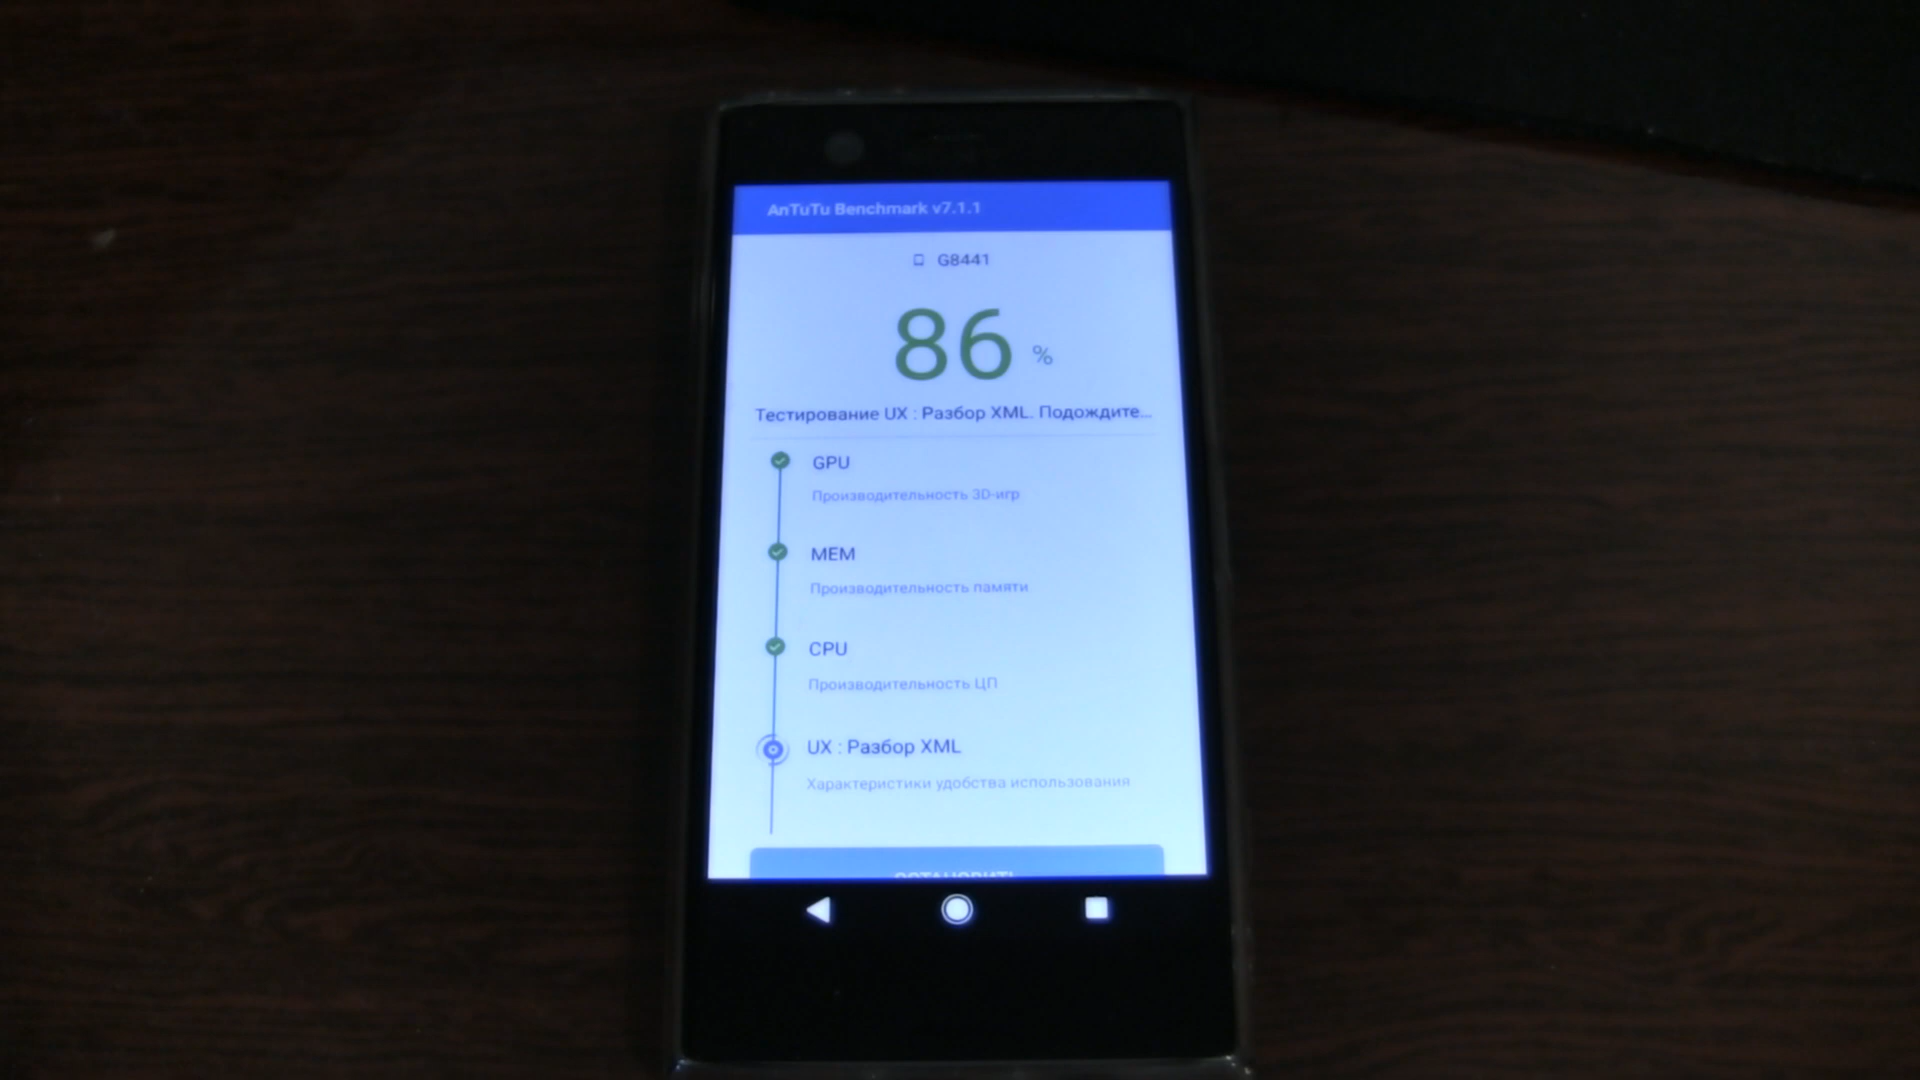 AnTuTu Benchmark v7.1.1
G8441
86 %
Тестирование UX : Разбор XML. Подождите...
GPU
Производительность 3D-игр
MEM
Производительность памяти
CPU
Производительность ЦП
UX : Разбор XML
Характеристики удобства использования
ОСТАНОВИТЬ